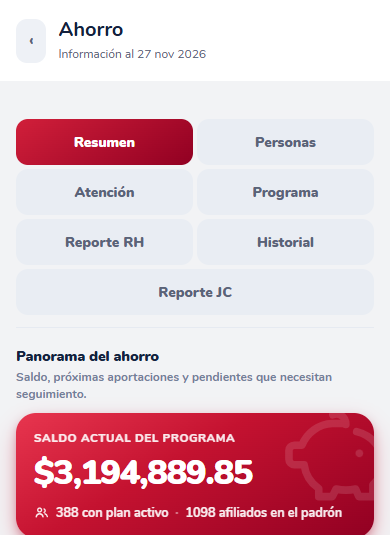 Ahorro
Información al 27 nov 2026
Resumen
Personas
Atención
Programa
Reporte RH
Historial
Reporte JC
Panorama del ahorro
Saldo, próximas aportaciones y pendientes que necesitan
seguimiento.
SALDO ACTUAL DEL PROGRAMA
$3,194,889.85
388 con plan activo · 1098 afiliados en el padrón